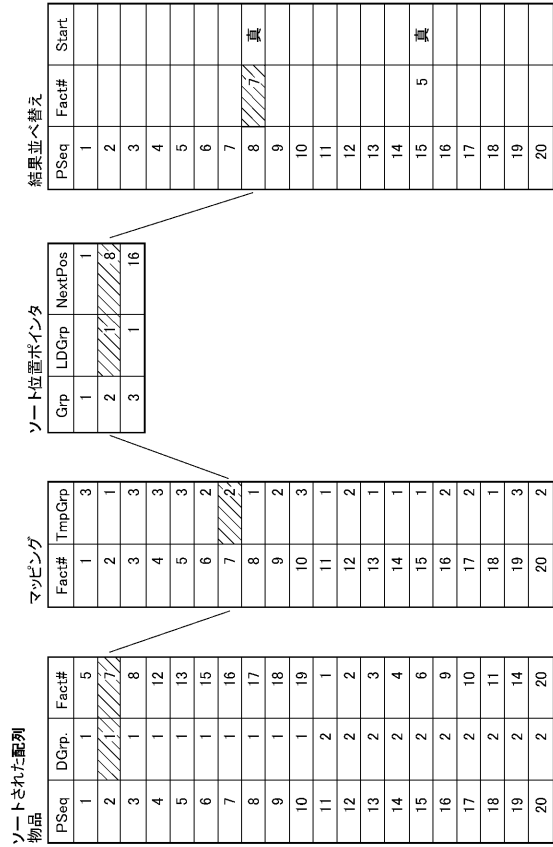 ソートされた配列
物品
PSeq DGrp. Fact#
1 1 5
2 1 7
3 1 8
4 1 12
5 1 13
6 1 15
7 1 16
8 1 17
9 1 18
10 1 19
11 2 1
12 2 2
13 2 3
14 2 4
15 2 6
16 2 9
17 2 10
18 2 11
19 2 14
20 2 20
マッピング
Fact# TmpGrp
1 3
2 1
3 3
4 3
5 3
6 2
7 2
8 1
9 2
10 3
11 1
12 2
13 1
14 1
15 1
16 2
17 2
18 1
19 3
20 2
ソート位置ポインタ
Grp LDGrp NextPos
1 1
2 1 8
3 1 16
結果並べ替え
PSeq Fact# Start
1
2
3
4
5
6
7
8 7 真
9
10
11
12
13
14
15 5 真
16
17
18
19
20